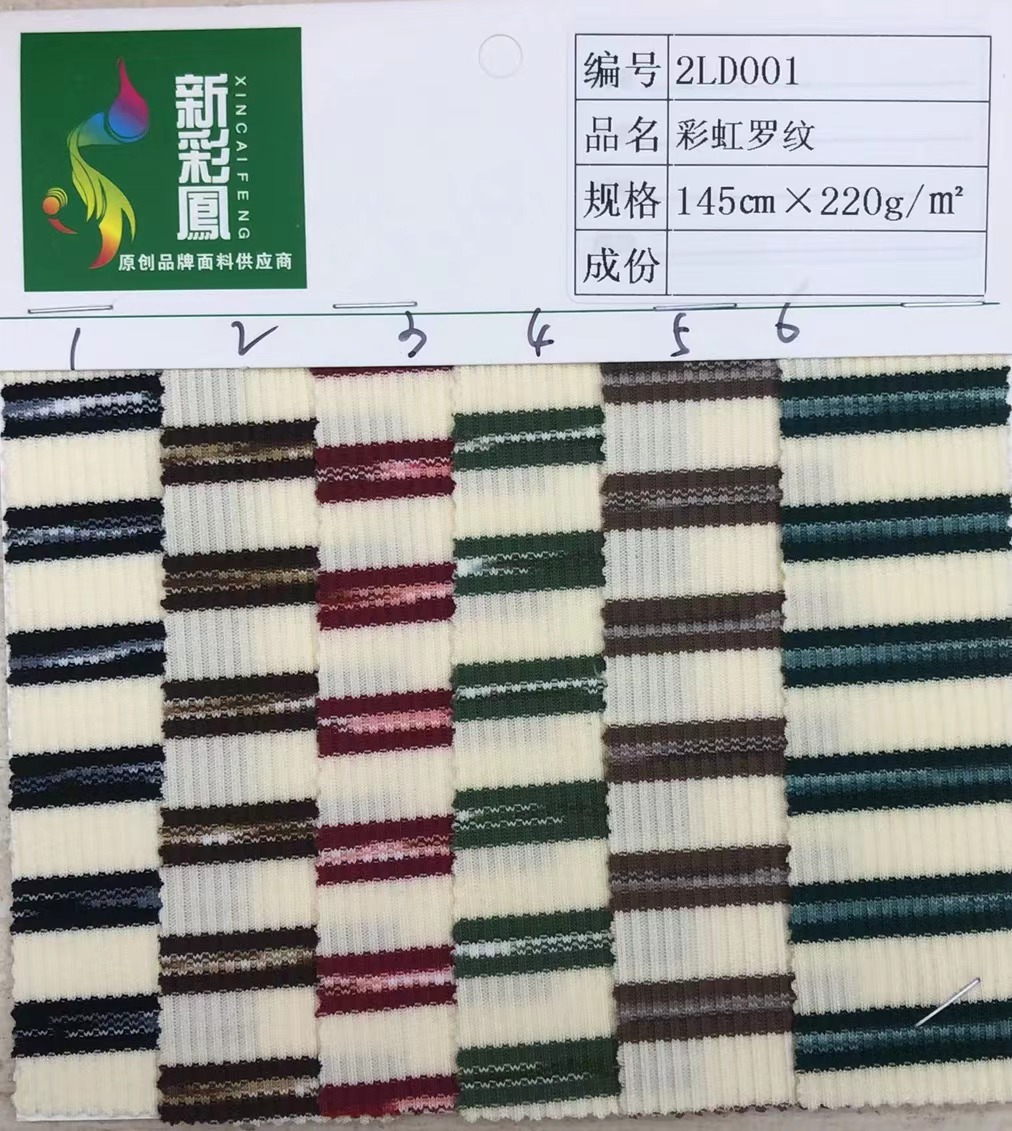 新彩鳳
XINCAIFENG
原创品牌面料供应商
编号 2LD001
品名 彩虹罗纹
规格 145cm×220g/m²
成份
1 2 3 4 5 6